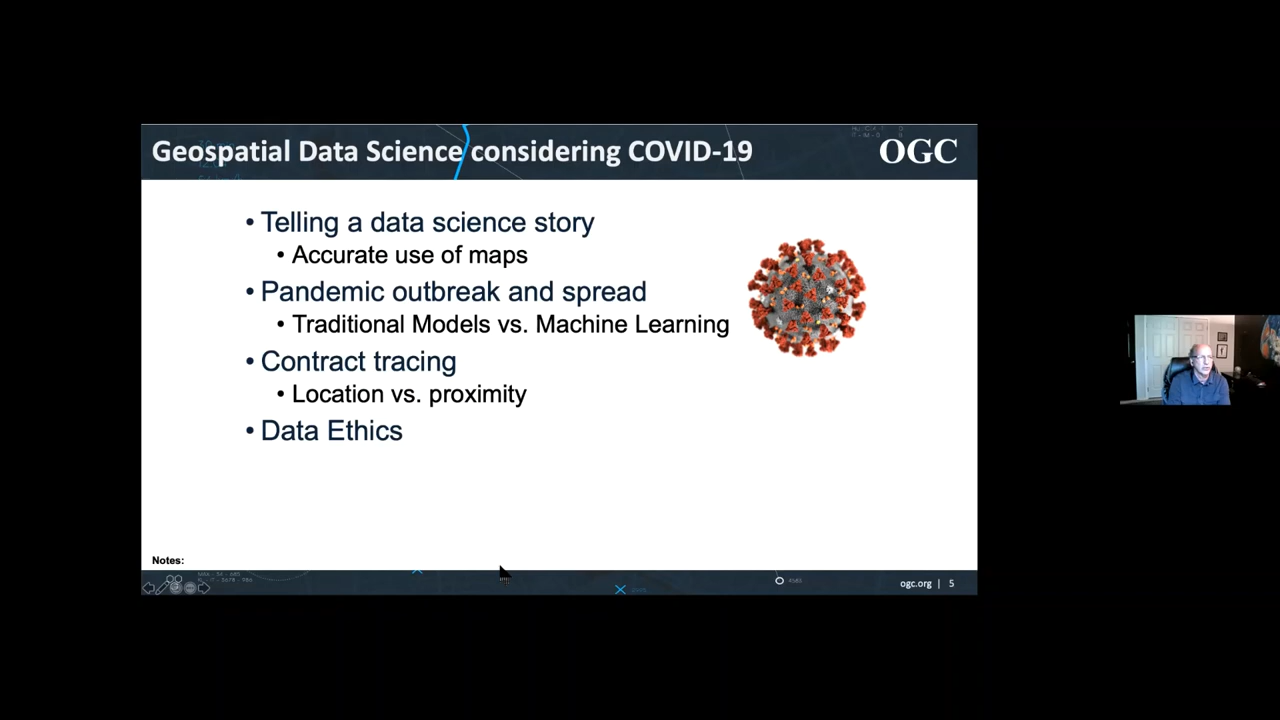 Geospatial Data Science considering COVID-19
OGC
• Telling a data science story
• Accurate use of maps
• Pandemic outbreak and spread
• Traditional Models vs. Machine Learning
• Contract tracing
• Location vs. proximity
• Data Ethics
Notes:
ogc.org | 5